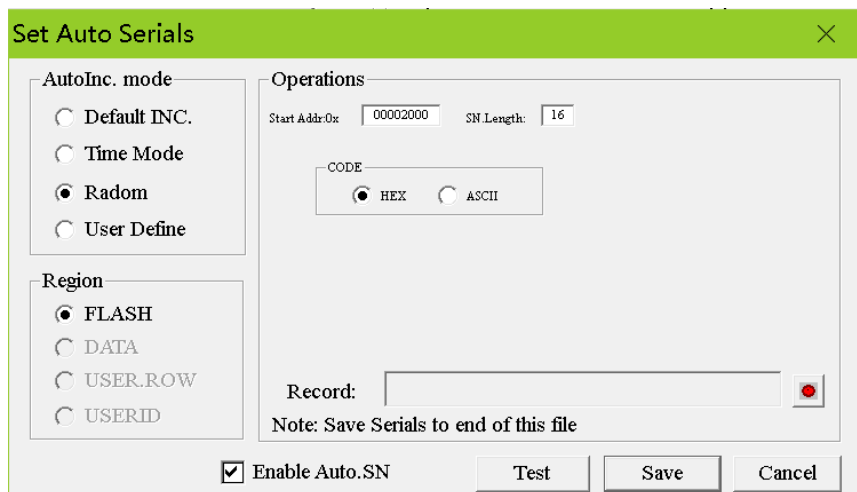 Set Auto Serials
AutoInc. mode
Default INC.
Time Mode
Radom
User Define
Region
FLASH
DATA
USER.ROW
USERID
Operations
Start Addr:0x 00002000 SN.Length: 16
CODE
HEX ASCII
Record:
Note: Save Serials to end of this file
Enable Auto.SN Test Save Cancel